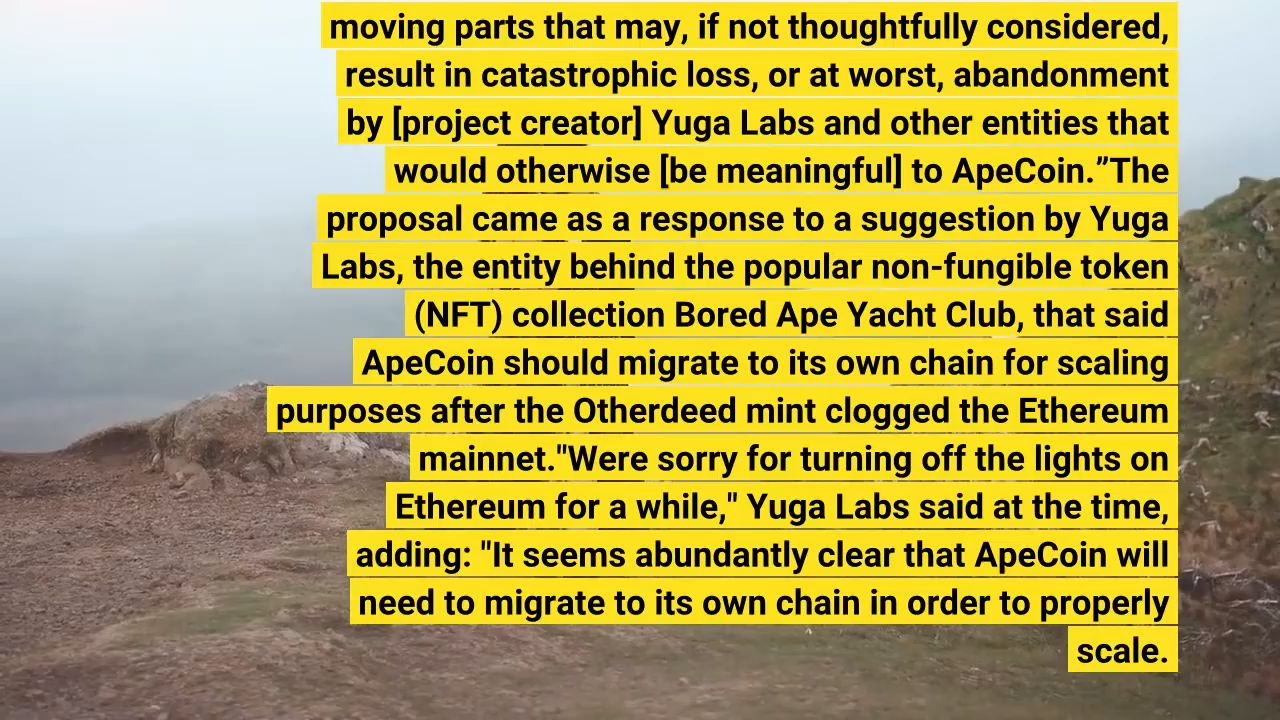 moving parts that may, if not thoughtfully considered,
result in catastrophic loss, or at worst, abandonment
by [project creator] Yuga Labs and other entities that
would otherwise [be meaningful] to ApeCoin.”The
proposal came as a response to a suggestion by Yuga
Labs, the entity behind the popular non-fungible token
(NFT) collection Bored Ape Yacht Club, that said
ApeCoin should migrate to its own chain for scaling
purposes after the Otherdeed mint clogged the Ethereum
mainnet."Were sorry for turning off the lights on
Ethereum for a while," Yuga Labs said at the time,
adding: "It seems abundantly clear that ApeCoin will
need to migrate to its own chain in order to properly
scale.